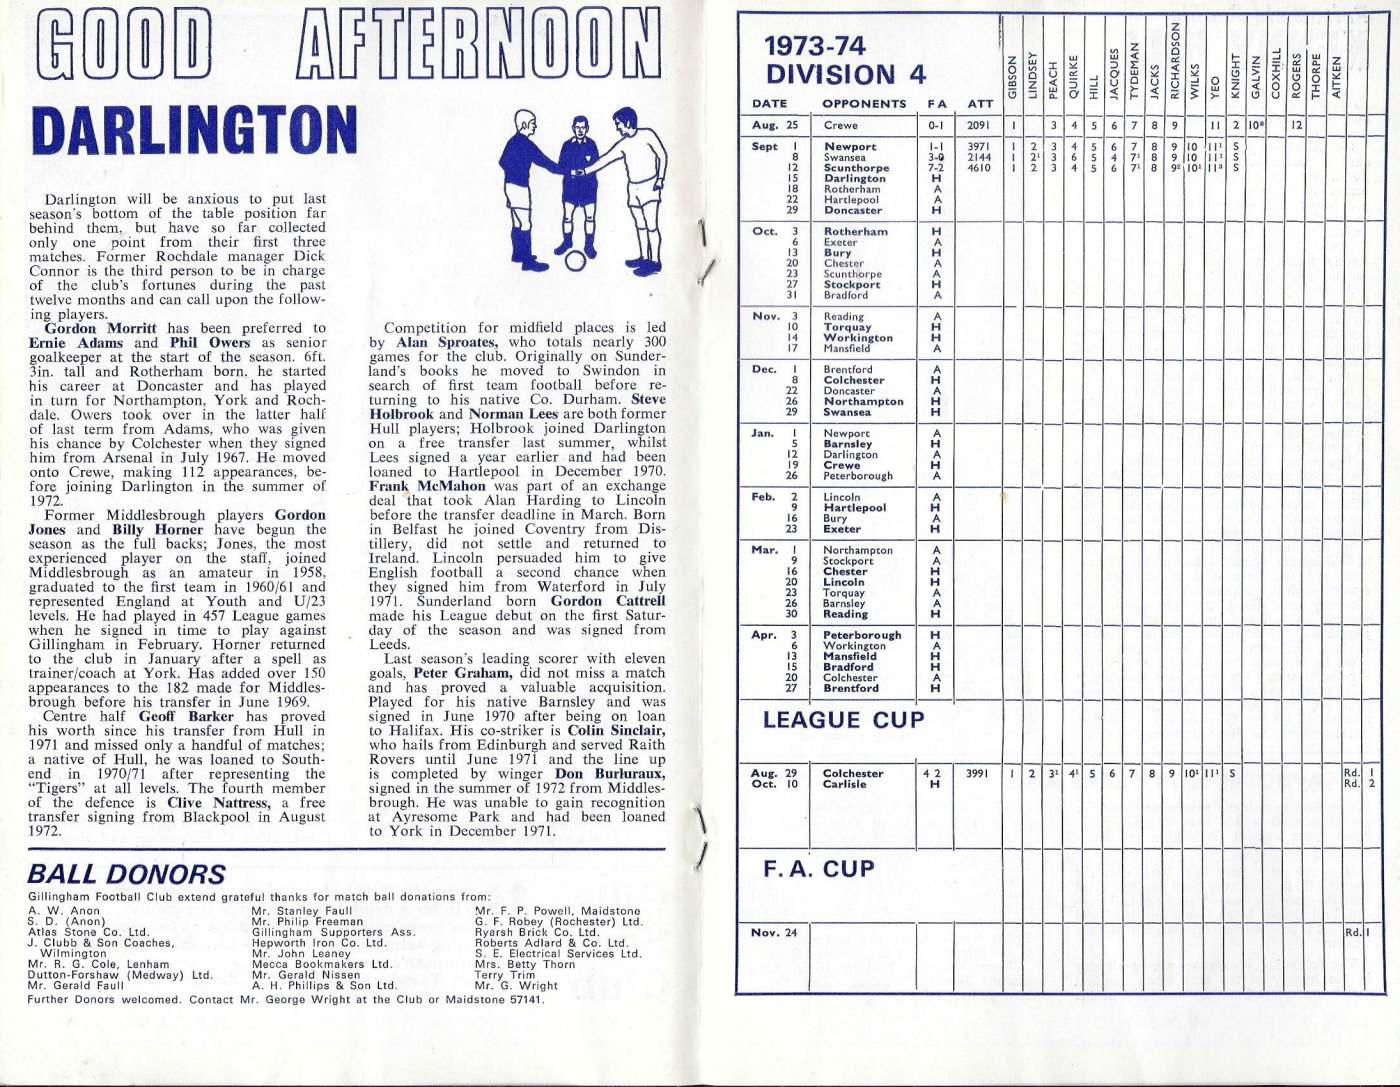 GOOD AFTERNOON
DARLINGTON
Darlington will be anxious to put last
season's bottom of the table position far
behind them, but have so far collected
only one point from their first three
matches. Former Rochdale manager Dick
Connor is the third person to be in charge
of the club's fortunes during the past
twelve months and can call upon the follow-
ing players.
Gordon Morritt has been preferred to
Ernie Adams and Phil Owers as senior
goalkeeper at the start of the season. 6ft.
3in. tall and Rotherham born, he started
his career at Doncaster and has played
in turn for Northampton, York and Roch-
dale. Owers took over in the latter half
of last term from Adams, who was given
his chance by Colchester when they signed
him from Arsenal in July 1967. He moved
onto Crewe, making 112 appearances, be-
fore joining Darlington in the summer of
1972.
Former Middlesbrough players Gordon
Jones and Billy Horner have begun the
season as the full backs; Jones, the most
experienced player on the staff, joined
Middlesbrough as an amateur in 1958,
graduated to the first team in 1960/61 and
represented England at Youth and U/23
levels. He had played in 457 League games
when he signed in time to play against
Gillingham in February. Horner returned
to the club in January after a spell as
trainer/coach at York. Has added over 150
appearances to the 182 made for Middles-
brough before his transfer in June 1969.
Centre half Geoff Barker has proved
his worth since his transfer from Hull in
1971 and missed only a handful of matches;
a native of Hull, he was loaned to South-
end in 1970/71 after representing the
"Tigers" at all levels. The fourth member
of the defence is Clive Nattress, a free
transfer signing from Blackpool in August
1972.
Competition for midfield places is led
by Alan Sproates, who totals nearly 300
games for the club. Originally on Sunder-
land's books he moved to Swindon in
search of first team football before re-
turning to his native Co. Durham. Steve
Holbrook and Norman Lees are both former
Hull players; Holbrook joined Darlington
on a free transfer last summer, whilst
Lees signed a year earlier and had been
loaned to Hartlepool in December 1970.
Frank McMahon was part of an exchange
deal that took Alan Harding to Lincoln
before the transfer deadline in March. Born
in Belfast he joined Coventry from Dis-
tillery, did not settle and returned to
Ireland. Lincoln persuaded him to give
English football a second chance when
they signed him from Waterford in July
1971. Sunderland born Gordon Cattrell
made his League debut on the first Satur-
day of the season and was signed from
Leeds.
Last season's leading scorer with eleven
goals, Peter Graham, did not miss a match
and has proved a valuable acquisition.
Played for his native Barnsley and was
signed in June 1970 after being on loan
to Halifax. His co-striker is Colin Sinclair,
who hails from Edinburgh and served Raith
Rovers until June 1971 and the line up
is completed by winger Don Burluraux,
signed in the summer of 1972 from Middles-
brough. He was unable to gain recognition
at Ayresome Park and had been loaned
to York in December 1971.
BALL DONORS
Gillingham Football Club extend grateful thanks for match ball donations from:
A. W. Anon
S. D. (Anon)
Atlas Stone Co. Ltd.
J. Clubb & Son Coaches,
Wilmington
Mr. R. G. Cole, Lenham
Dutton-Forshaw (Medway) Ltd.
Mr. Gerald Faull
Mr. Stanley Faull
Mr. Philip Freeman
Gillingham Supporters Ass.
Hepworth Iron Co. Ltd.
Mr. John Leaney
Mecca Bookmakers Ltd.
Mr. Gerald Nissen
A. H. Phillips & Son Ltd.
Mr. F. P. Powell, Maidstone
G. F. Robey (Rochester) Ltd.
Ryarsh Brick Co. Ltd.
Roberts Adlard & Co. Ltd.
S. E. Electrical Services Ltd.
Mrs. Betty Thorn
Terry Trim
Mr. G. Wright
Further Donors welcomed. Contact Mr. George Wright at the Club or Maidstone 57141.
1973-74
DIVISION 4
DATE OPPONENTS F A ATT GIBSON LINDSEY PEACH QUIRKE HILL JACQUES TYDEMAN JACKS RICHARDSON WILKS YEO KNIGHT GALVIN COXHILL ROGERS THORPE AITKEN
Aug. 25 Crewe 0-1 2091 1 3 4 5 6 7 8 9 11 2 10* 12
Sept 1 Newport 1-1 3971 1 2 3 4 5 6 7 8 9 10 11¹ S
8 Swansea 3-0 2144 1 2¹ 3 6 5 4 7¹ 8 9 10 11¹ S
12 Scunthorpe 7-2 4610 1 2 3 4 5 6 7¹ 8 9² 10¹ 11³ S
15 Darlington H
18 Rotherham A
22 Hartlepool A
29 Doncaster H
Oct. 3 Rotherham H
6 Exeter A
13 Bury H
20 Chester A
23 Scunthorpe A
27 Stockport H
31 Bradford A
Nov. 3 Reading A
10 Torquay H
14 Workington H
17 Mansfield A
Dec. 1 Brentford A
8 Colchester H
22 Doncaster A
26 Northampton H
29 Swansea H
Jan. 1 Newport A
5 Barnsley H
12 Darlington A
19 Crewe H
26 Peterborough A
Feb. 2 Lincoln A
9 Hartlepool H
16 Bury A
23 Exeter H
Mar. 1 Northampton A
9 Stockport A
16 Chester H
20 Lincoln H
23 Torquay A
26 Barnsley A
30 Reading H
Apr. 3 Peterborough H
6 Workington A
13 Mansfield H
15 Bradford H
20 Colchester A
27 Brentford H
LEAGUE CUP
Aug. 29 Colchester 4 2 3991 1 2 3¹ 4¹ 5 6 7 8 9 10¹ 11¹ S Rd. 1
Oct. 10 Carlisle H Rd. 2
F. A. CUP
Nov. 24 Rd. 1